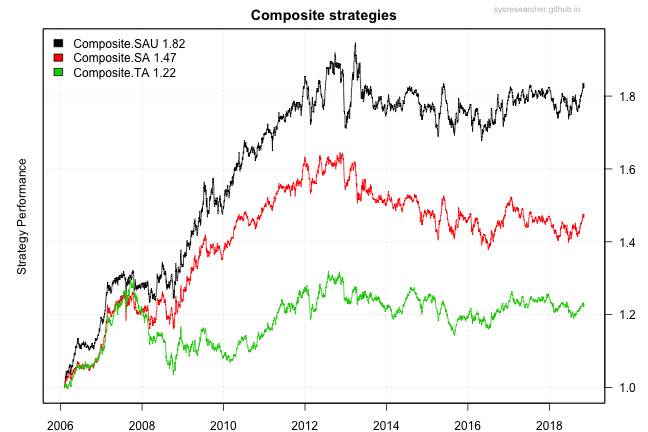 sysresearcher.github.io
Composite strategies
Composite.SAU 1.82
Composite.SA 1.47
Composite.TA 1.22
Strategy Performance
1.8
1.6
1.4
1.2
1.0
2006 2008 2010 2012 2014 2016 2018